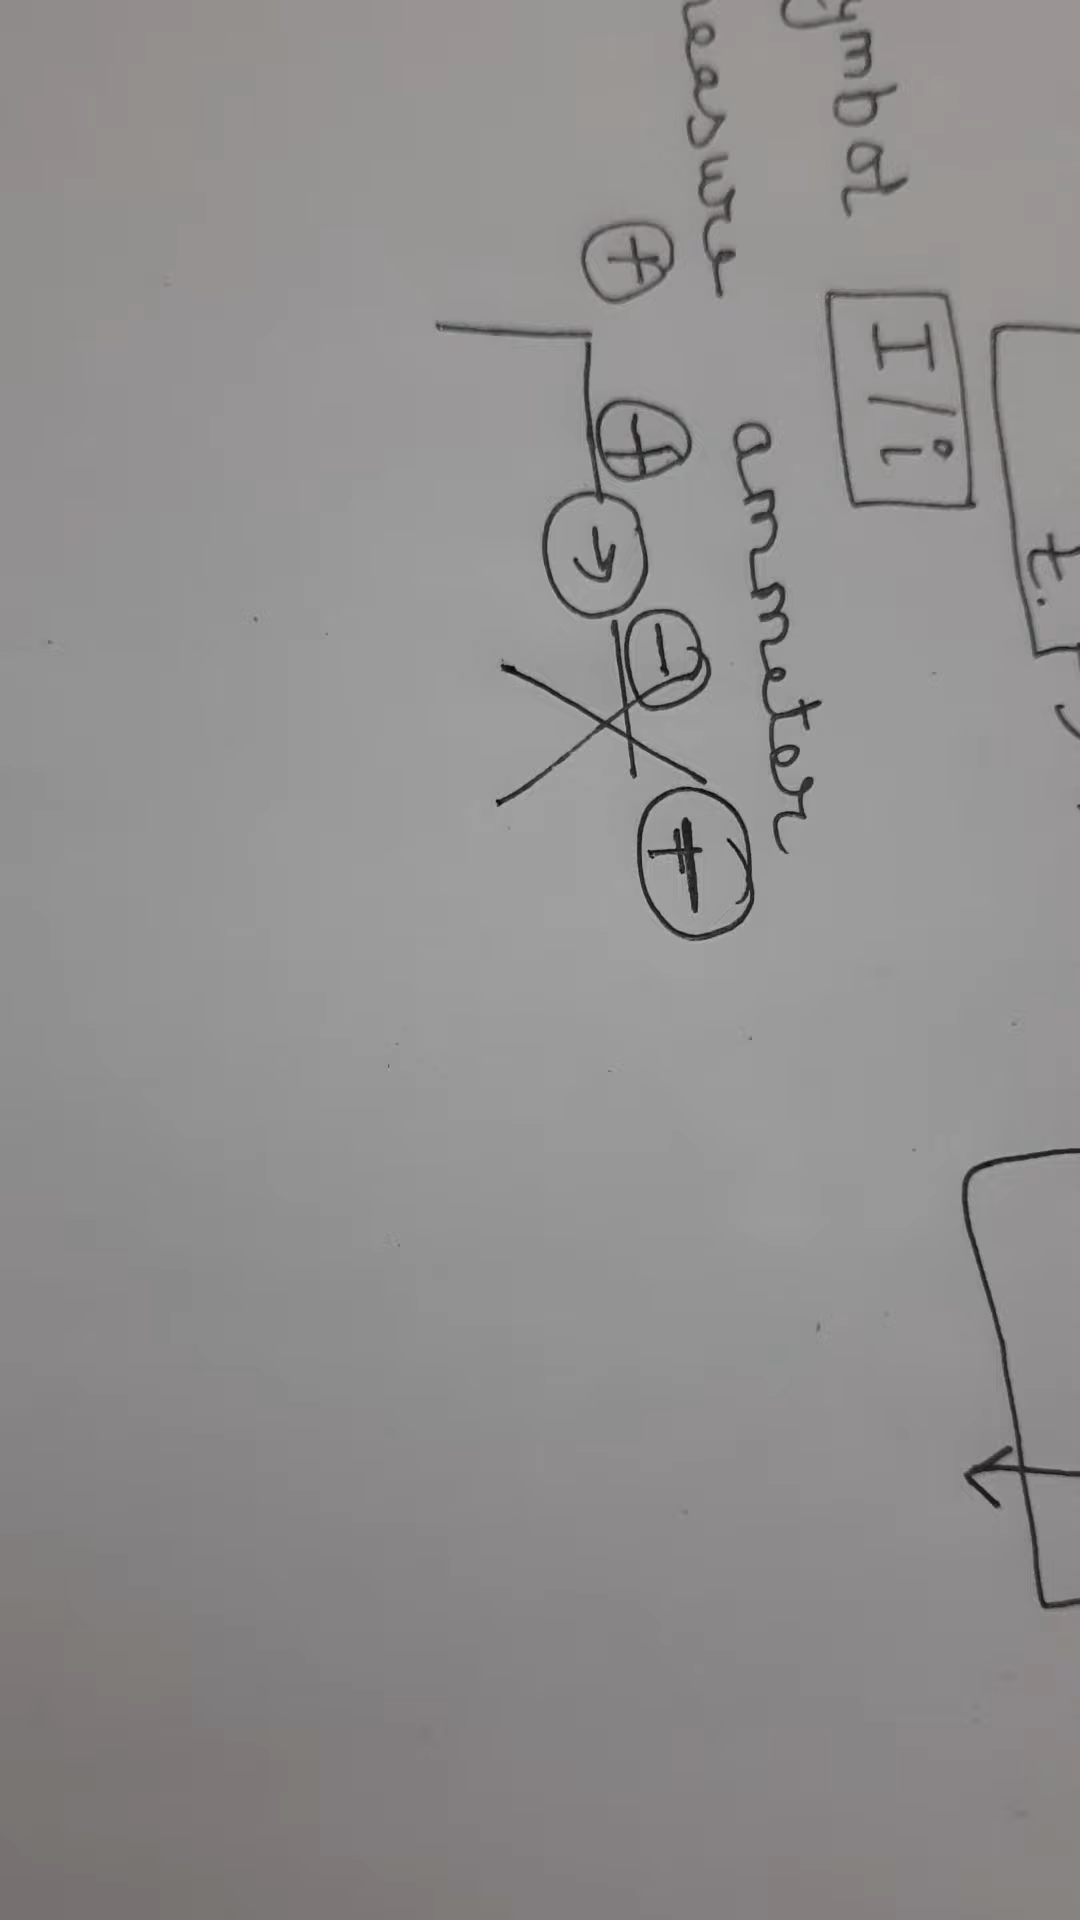 t.
ymbol I/i
easure ammeter
+ + - +